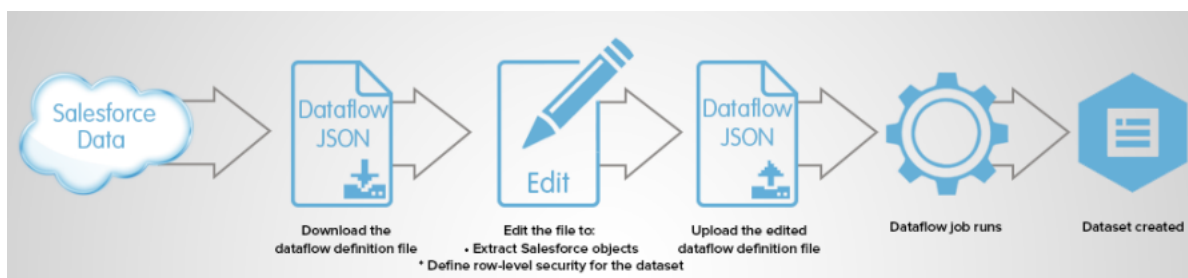 Salesforce
Data
Dataflow
JSON
Download the
dataflow definition file
Edit
Edit the file to:
• Extract Salesforce objects
* Define row-level security for the dataset
Dataflow
JSON
Upload the edited
dataflow definition file
Dataflow job runs
Dataset created